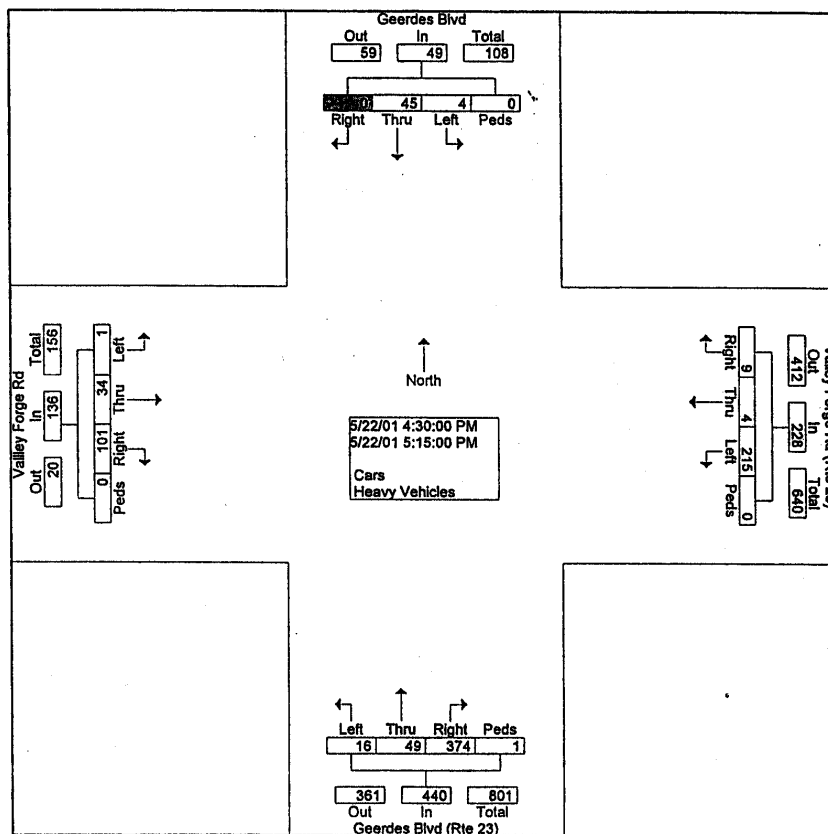 Geerdes Blvd
Out In Total
59 49 108
0 45 4 0
Right Thru Left Peds
Valley Forge Rd
Total In Out
156 136 20
1 34 101 0
Left Thru Right Peds
North
5/22/01 4:30:00 PM
5/22/01 5:15:00 PM
Cars
Heavy Vehicles
Right Thru Left Peds
9 4 215 0
Out In Total
412 228 640
Left Thru Right Peds
16 49 374 1
361 440 801
Out In Total
Geerdes Blvd (Rte 23)